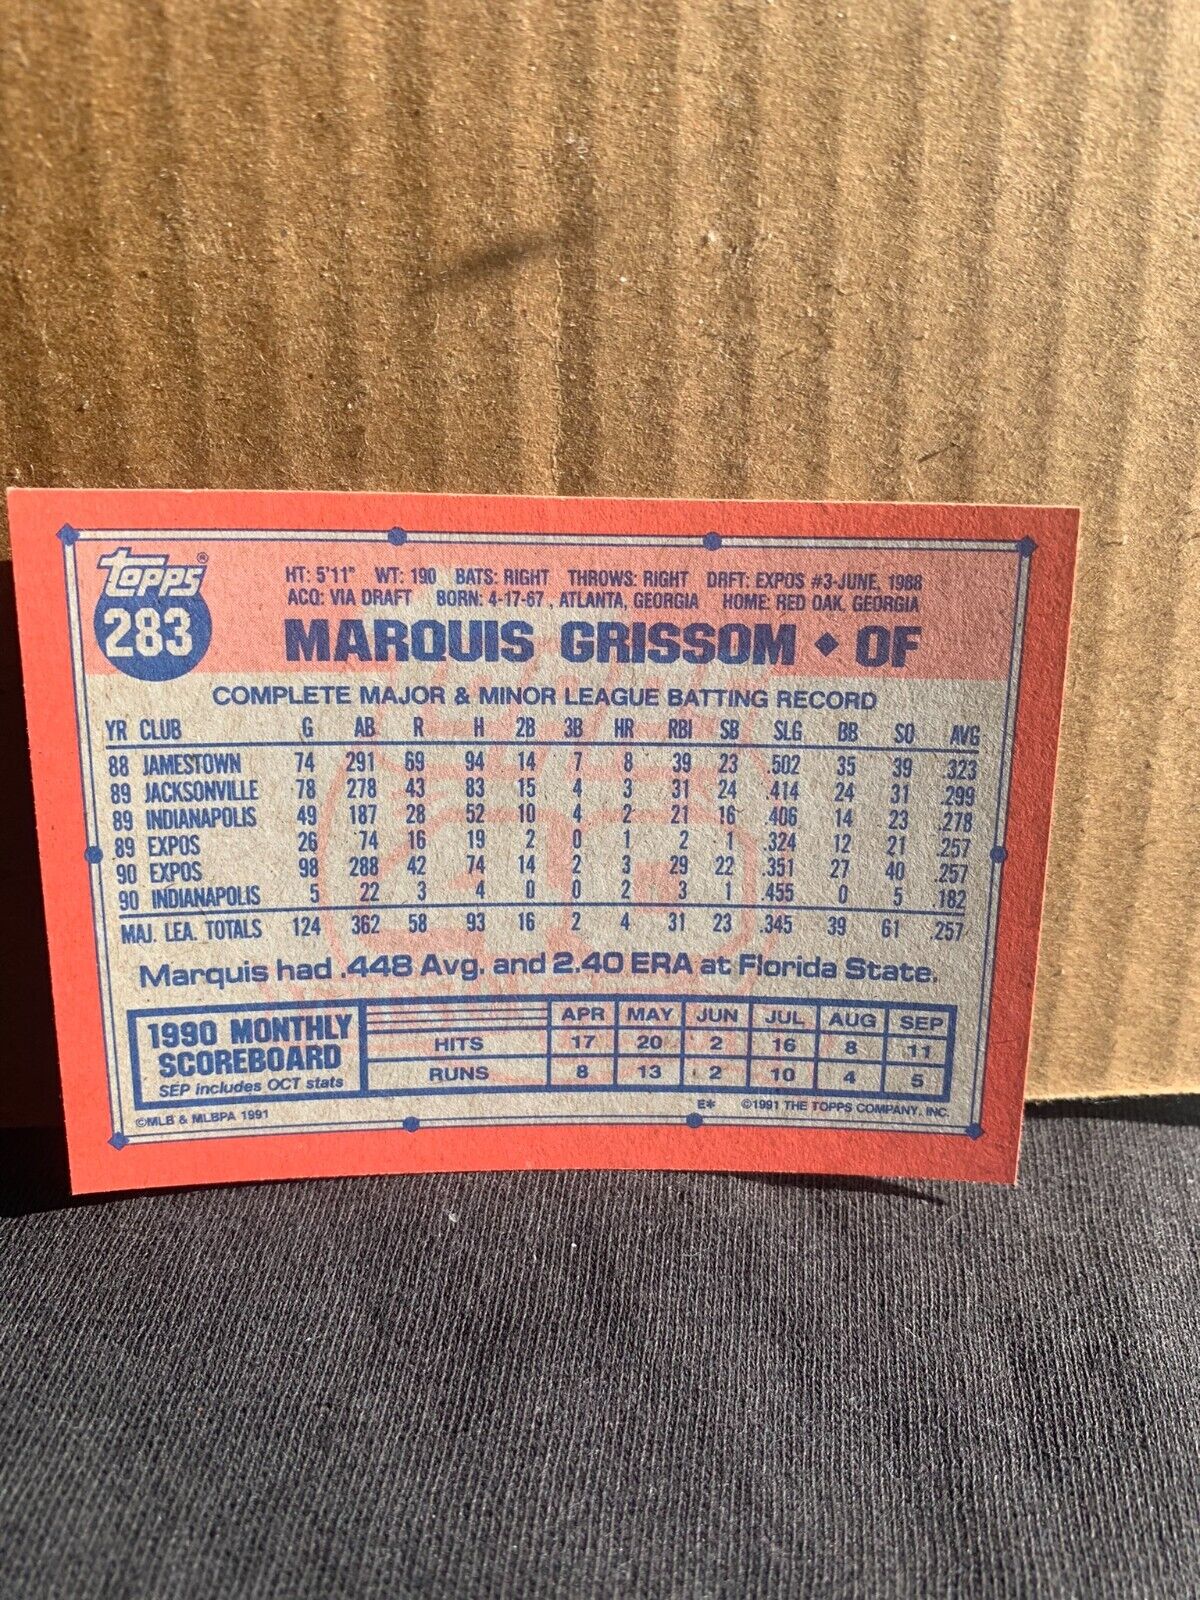 topps®
283
HT: 5'11" WT: 190 BATS: RIGHT THROWS: RIGHT DRFT: EXPOS #3-JUNE, 1988
ACQ: VIA DRAFT BORN: 4-17-67, ATLANTA, GEORGIA HOME: RED OAK, GEORGIA
MARQUIS GRISSOM ♦ OF
COMPLETE MAJOR & MINOR LEAGUE BATTING RECORD
YR CLUB G AB R H 2B 3B HR RBI SB SLG BB SO AVG
88 JAMESTOWN 74 291 69 94 14 7 8 39 23 .502 35 39 .323
89 JACKSONVILLE 78 278 43 83 15 4 3 31 24 .414 24 31 .299
89 INDIANAPOLIS 49 187 28 52 10 4 2 21 16 .406 14 23 .278
89 EXPOS 26 74 16 19 2 0 1 2 1 .324 12 21 .257
90 EXPOS 98 288 42 74 14 2 3 29 22 .351 27 40 .257
90 INDIANAPOLIS 5 22 3 4 0 0 2 3 1 .455 0 5 .182
MAJ. LEA. TOTALS 124 362 58 93 16 2 4 31 23 .345 39 61 .257
Marquis had .448 Avg. and 2.40 ERA at Florida State.
1990 MONTHLY
SCOREBOARD
SEP includes OCT stats
APR MAY JUN JUL AUG SEP
HITS 17 20 2 16 8 11
RUNS 8 13 2 10 4 5
©MLB & MLBPA 1991
E* ©1991 THE TOPPS COMPANY, INC.